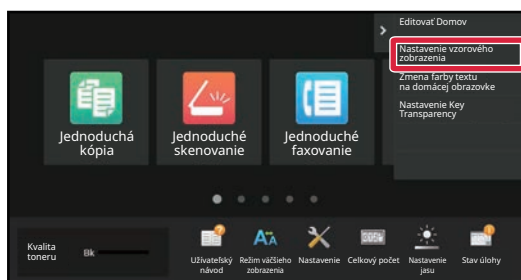 Editovať Domov
Nastavenie vzorového
zobrazenia
Zmena farby textu
na domácej obrazovke
Nastavenie Key
Transparency
Jednoduchá
kópia
Jednoduché
skenovanie
Jednoduché
faxovanie
Kvalita
toneru
Bk
Užívateľský
návod
Režim väčšieho
zobrazenia
Nastavenie
Celkový počet
Nastavenie
jasu
Stav úlohy